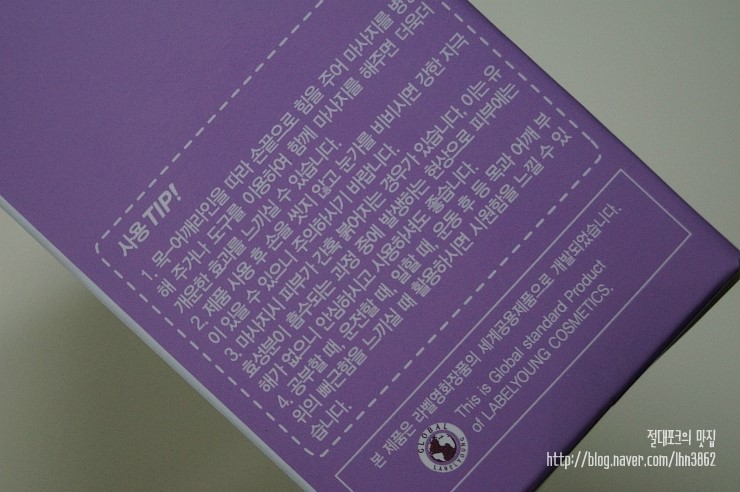 사용 TIP!
1. 목-어깨라인을 따라 손끝으로 힘을 주어 마사지를
해 주거나 도구를 이용하여 함께 마사지를 해주면 더욱더
개운한 효과를 느끼실 수 있습니다.
2. 제품 사용 후 손을 씻지 않고 눈가를 비비시면 강한 자극
이 있을 수 있으니 주의하시기 바랍니다.
3. 마사지시 피부가 간혹 붉어지는 경우가 있습니다. 이는 유
효성분이 흡수되는 과정 중에 발생하는 현상으로 피부에는
해가 없으니 안심하시고 사용하셔도 좋습니다.
4. 공부할 때, 운전할 때, 일할 때, 운동 후 등 목과 어깨 부
위의 뻐근함을 느끼실 때 활용하시면 시원함을 느낄 수 있
습니다.
본 제품은 라벨영화장품의 세계공용제품으로 개발되었습니다.
This is Global standard Product
of LABELYOUNG COSMETICS.
GLOBAL
LABELYOUNG
절대포크의 맛집
http://blog.naver.com/lhn3862